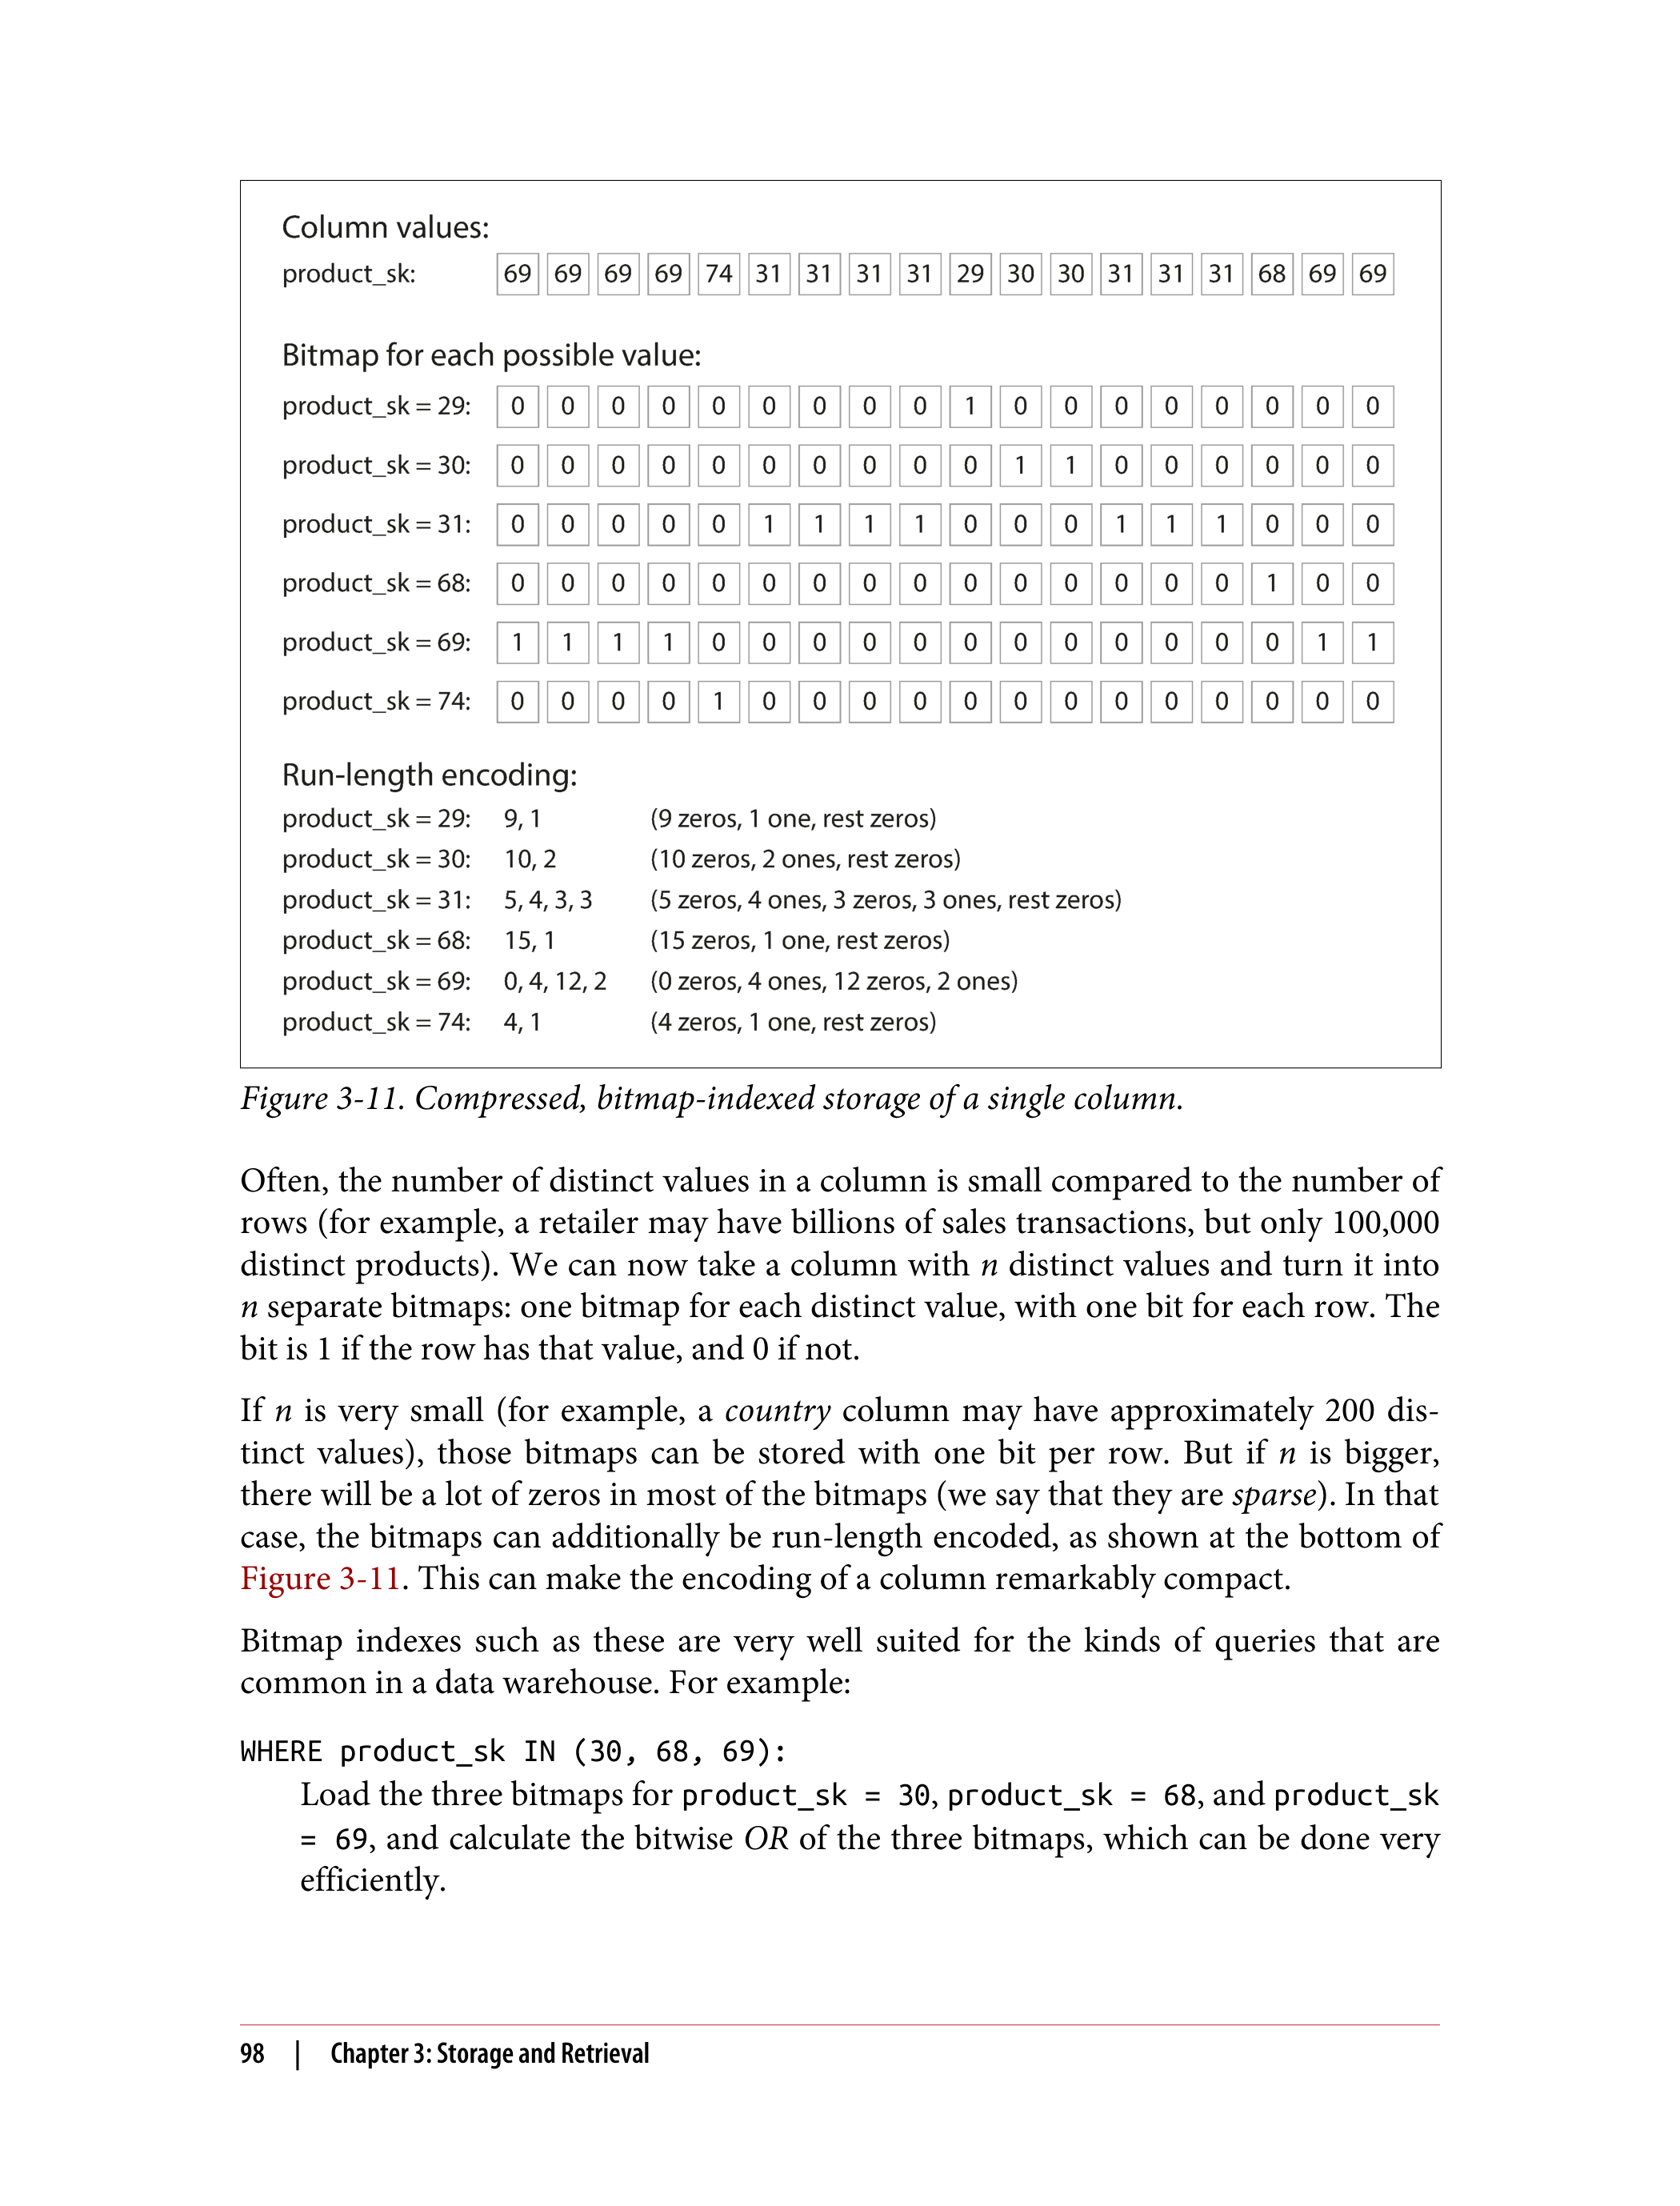 Column values:
product_sk: 69 69 69 69 74 31 31 31 31 29 30 30 31 31 31 68 69 69
Bitmap for each possible value:
product_sk = 29: 0 0 0 0 0 0 0 0 0 1 0 0 0 0 0 0 0 0
product_sk = 30: 0 0 0 0 0 0 0 0 0 0 1 1 0 0 0 0 0 0
product_sk = 31: 0 0 0 0 0 1 1 1 1 0 0 0 1 1 1 0 0 0
product_sk = 68: 0 0 0 0 0 0 0 0 0 0 0 0 0 0 0 1 0 0
product_sk = 69: 1 1 1 1 0 0 0 0 0 0 0 0 0 0 0 0 1 1
product_sk = 74: 0 0 0 0 1 0 0 0 0 0 0 0 0 0 0 0 0 0
Run-length encoding:
product_sk = 29: 9, 1 (9 zeros, 1 one, rest zeros)
product_sk = 30: 10, 2 (10 zeros, 2 ones, rest zeros)
product_sk = 31: 5, 4, 3, 3 (5 zeros, 4 ones, 3 zeros, 3 ones, rest zeros)
product_sk = 68: 15, 1 (15 zeros, 1 one, rest zeros)
product_sk = 69: 0, 4, 12, 2 (0 zeros, 4 ones, 12 zeros, 2 ones)
product_sk = 74: 4, 1 (4 zeros, 1 one, rest zeros)
Figure 3-11. Compressed, bitmap-indexed storage of a single column.
Often, the number of distinct values in a column is small compared to the number of
rows (for example, a retailer may have billions of sales transactions, but only 100,000
distinct products). We can now take a column with n distinct values and turn it into
n separate bitmaps: one bitmap for each distinct value, with one bit for each row. The
bit is 1 if the row has that value, and 0 if not.
If n is very small (for example, a country column may have approximately 200 dis-
tinct values), those bitmaps can be stored with one bit per row. But if n is bigger,
there will be a lot of zeros in most of the bitmaps (we say that they are sparse). In that
case, the bitmaps can additionally be run-length encoded, as shown at the bottom of
Figure 3-11. This can make the encoding of a column remarkably compact.
Bitmap indexes such as these are very well suited for the kinds of queries that are
common in a data warehouse. For example:
WHERE product_sk IN (30, 68, 69):
Load the three bitmaps for product_sk = 30, product_sk = 68, and product_sk
= 69, and calculate the bitwise OR of the three bitmaps, which can be done very
efficiently.
98 | Chapter 3: Storage and Retrieval